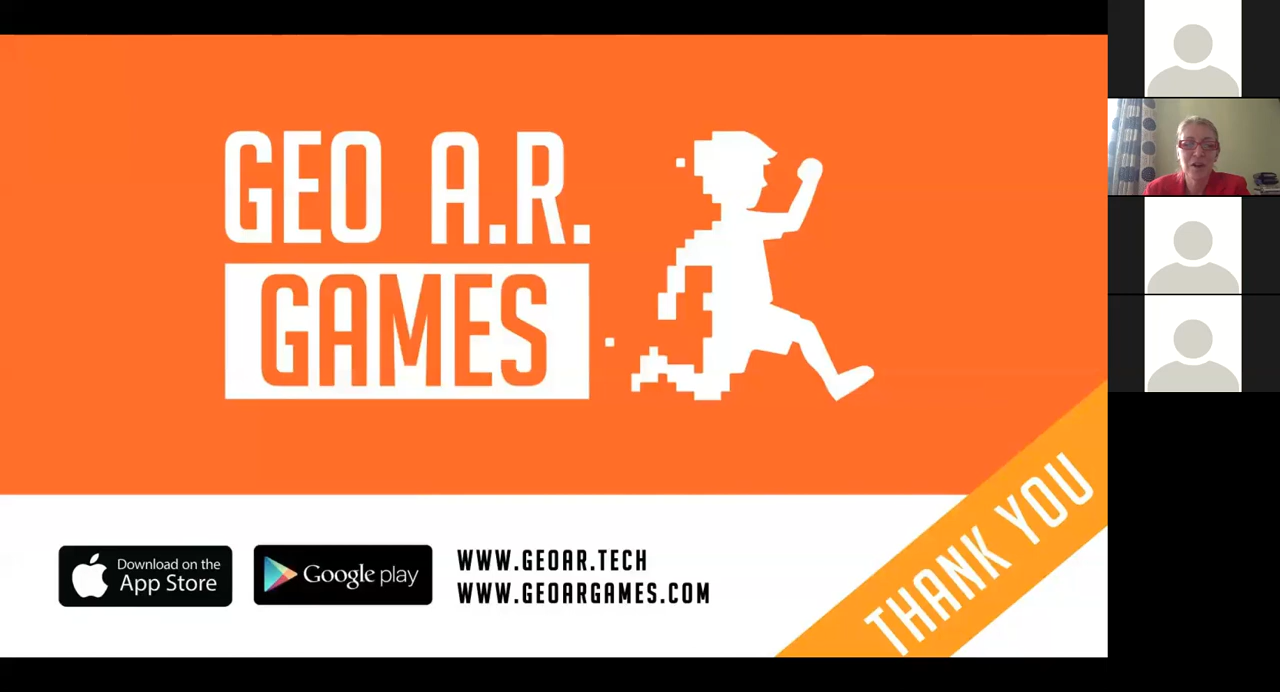 GEO A.R.
GAMES
Download on the
App Store
Google play
WWW.GEOAR.TECH
WWW.GEOARGAMES.COM
THANK YOU